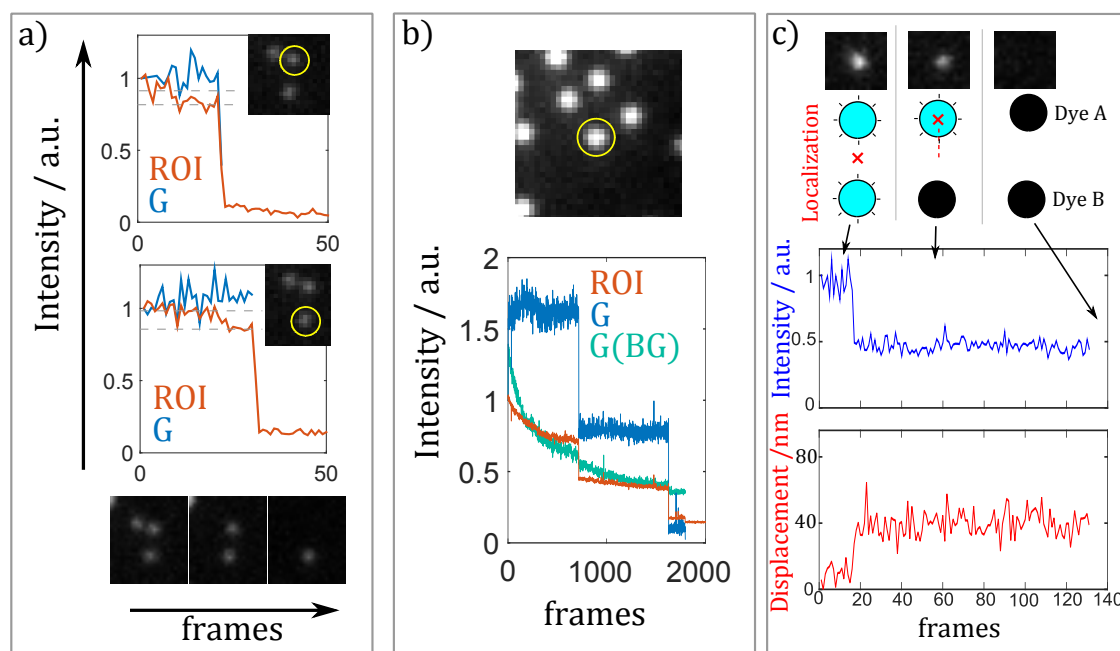 a)
Intensity / a.u.
1
0.5
0
0
50
ROI
G
1
0.5
0
0
50
ROI
G
frames
b)
Intensity / a.u.
2
1.5
1
0.5
0
0
1000
2000
ROI
G
G(BG)
frames
c)
Localization
Dye A
Dye B
Intensity / a.u.
1
0.5
0
Displacement /nm
80
40
0
0 20 40 60 80 100 120 140
frames